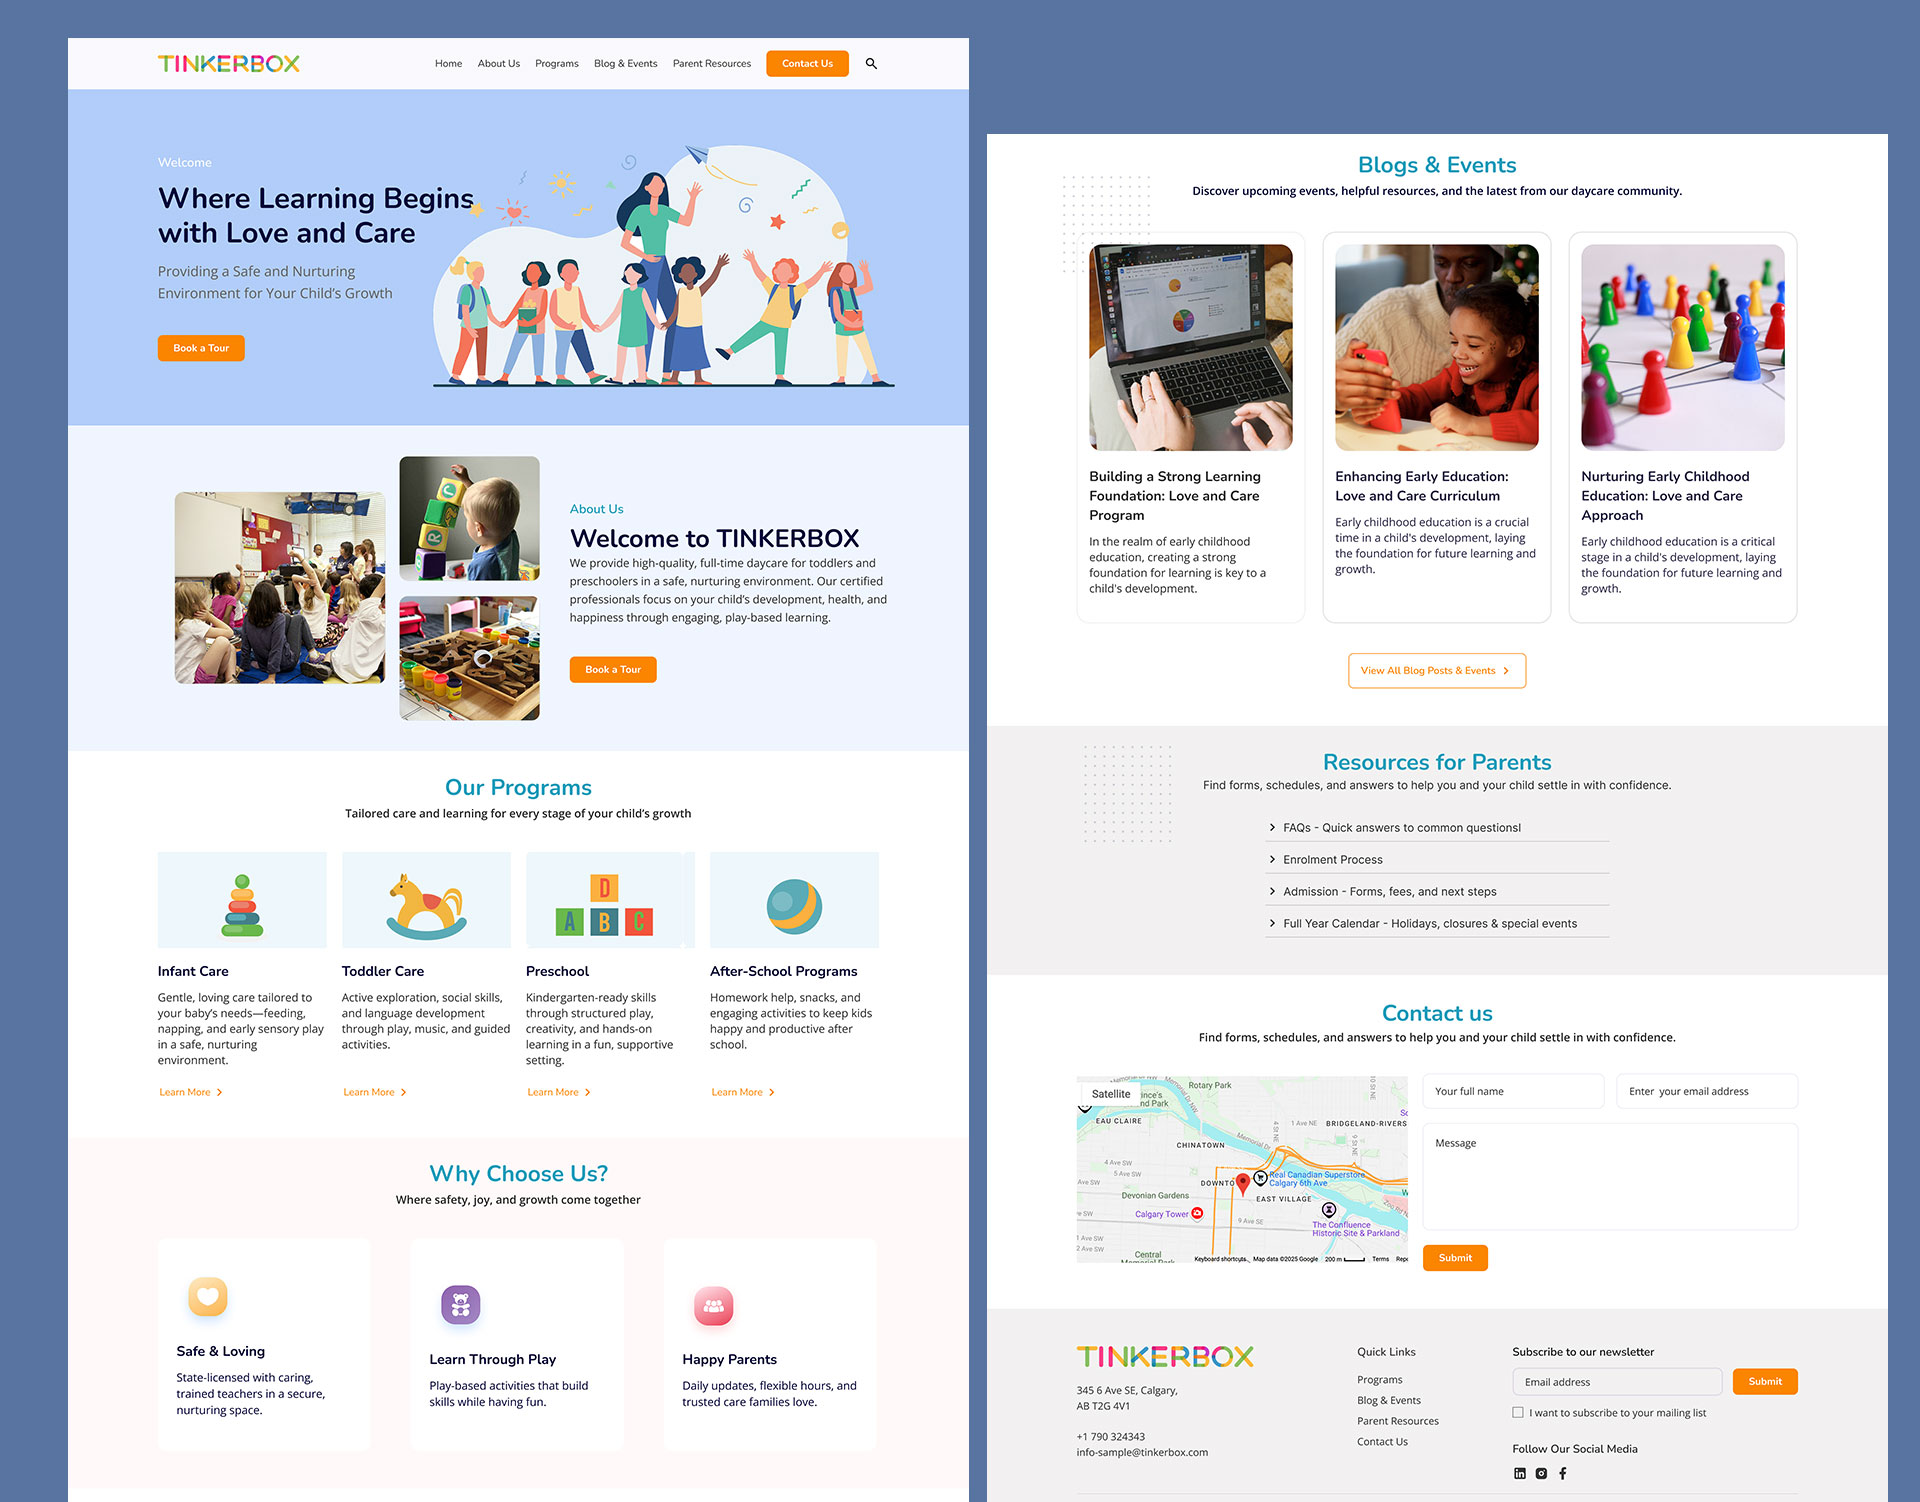 TINKERBOX
Home
About Us
Programs
Blog & Events
Parent Resources
Contact Us
Welcome
Where Learning Begins
with Love and Care
Providing a Safe and Nurturing
Environment for Your Child's Growth
Book a Tour
About Us
Welcome to TINKERBOX
We provide high-quality, full-time daycare for toddlers and
preschoolers in a safe, nurturing environment. Our certified
professionals focus on your child's development, health, and
happiness through engaging, play-based learning.
Book a Tour
Our Programs
Tailored care and learning for every stage of your child's growth
D
A B C
Infant Care
Gentle, loving care tailored to
your baby's needs—feeding,
napping, and early sensory play
in a safe, nurturing
environment.
Learn More
Toddler Care
Active exploration, social skills,
and language development
through play, music, and guided
activities.
Learn More
Preschool
Kindergarten-ready skills
through structured play,
creativity, and hands-on
learning in a fun, supportive
setting.
Learn More
After-School Programs
Homework help, snacks, and
engaging activities to keep kids
happy and productive after
school.
Learn More
Why Choose Us?
Where safety, joy, and growth come together
Safe & Loving
State-licensed with caring,
trained teachers in a secure,
nurturing space.
Learn Through Play
Play-based activities that build
skills while having fun.
Happy Parents
Daily updates, flexible hours, and
trusted care families love.
Blogs & Events
Discover upcoming events, helpful resources, and the latest from our daycare community.
Building a Strong Learning
Foundation: Love and Care
Program
In the realm of early childhood
education, creating a strong
foundation for learning is key to a
child's development.
Enhancing Early Education:
Love and Care Curriculum
Early childhood education is a crucial
time in a child's development, laying
the foundation for future learning and
growth.
Nurturing Early Childhood
Education: Love and Care
Approach
Early childhood education is a critical
stage in a child's development, laying
the foundation for future learning and
growth.
View All Blog Posts & Events
Resources for Parents
Find forms, schedules, and answers to help you and your child settle in with confidence.
FAQs - Quick answers to common questionsl
Enrolment Process
Admission - Forms, fees, and next steps
Full Year Calendar - Holidays, closures & special events
Contact us
Find forms, schedules, and answers to help you and your child settle in with confidence.
Satellite
Rotary Park
Memorial Dr NW
ince's
nd Park
EAU CLAIRE
CHINATOWN
Memorial Dr
4 St NE
1 Ave NE
BRIDGELAND-RIVERS
9 St NE
4 Ave SW
5 Ave SW
DOWNTO
Real Canadian Superstore
Calgary 6th Ave
Devonian Gardens
EAST VILLAGE
Calgary Tower
9 Ave SE
The Confluence
Historic Site & Parkland
1 Ave SW
2 Ave SW
Central
Memorial Park
Keyboard shortcuts
Map data ©2025 Google
200 m
Terms
Repo
Your full name
Enter your email address
Message
Submit
TINKERBOX
345 6 Ave SE, Calgary,
AB T2G 4V1
+1 790 324343
info-sample@tinkerbox.com
Quick Links
Programs
Blog & Events
Parent Resources
Contact Us
Subscribe to our newsletter
Email address
Submit
I want to subscribe to your mailing list
Follow Our Social Media